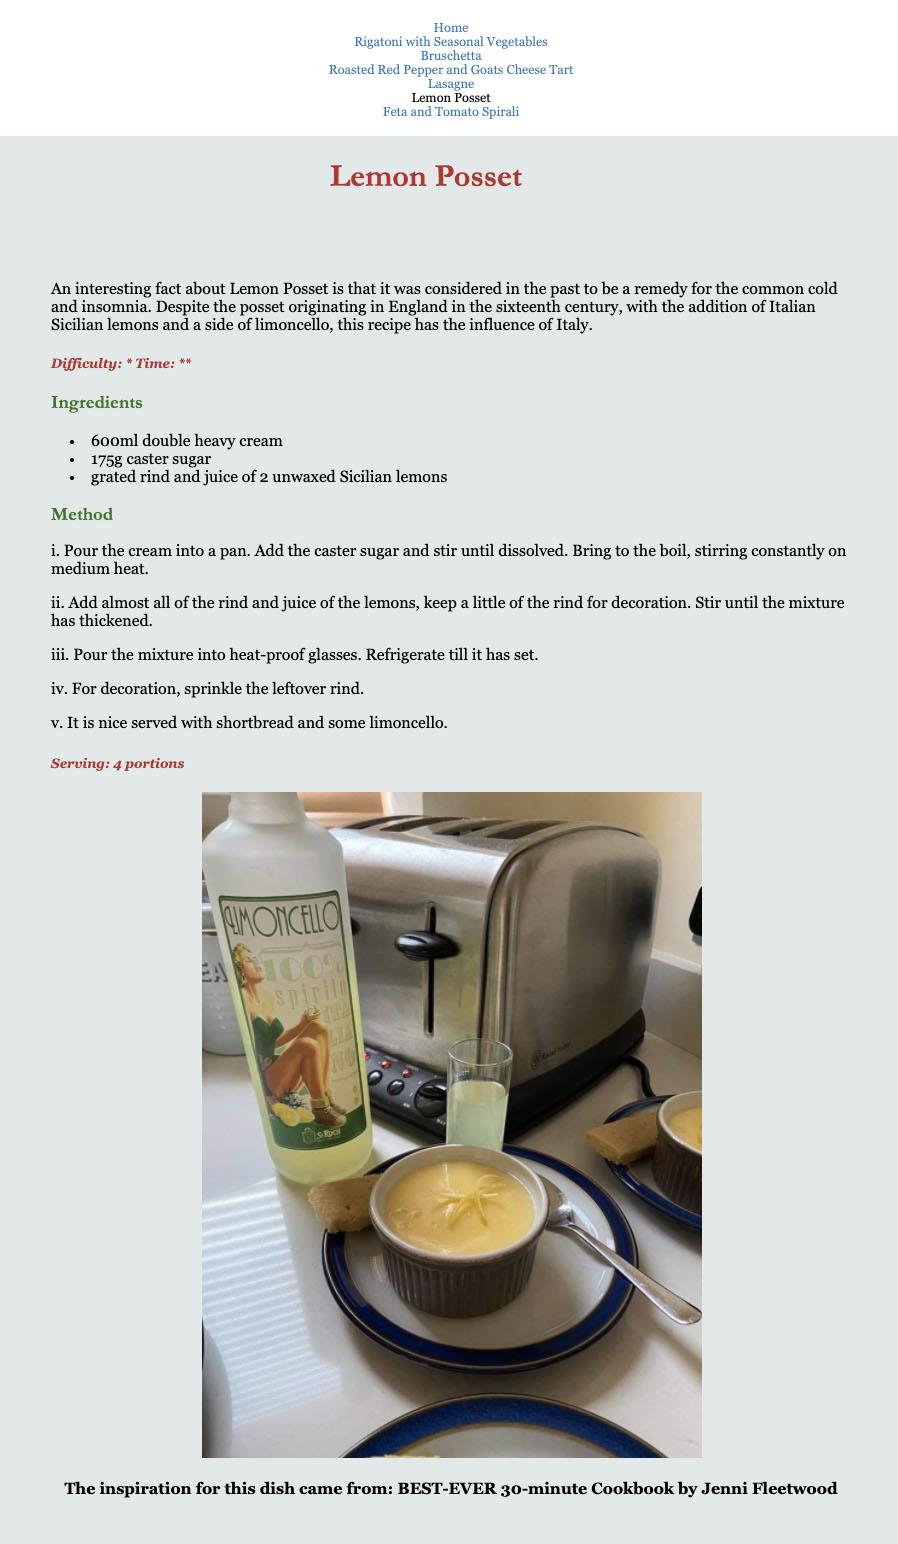 Home
Rigatoni with Seasonal Vegetables
Bruschetta
Roasted Red Pepper and Goats Cheese Tart
Lasagne
Lemon Posset
Feta and Tomato Spirali
Lemon Posset
An interesting fact about Lemon Posset is that it was considered in the past to be a remedy for the common cold
and insomnia. Despite the posset originating in England in the sixteenth century, with the addition of Italian
Sicilian lemons and a side of limoncello, this recipe has the influence of Italy.
Difficulty: * Time: **
Ingredients
• 600ml double heavy cream
• 175g caster sugar
• grated rind and juice of 2 unwaxed Sicilian lemons
Method
i. Pour the cream into a pan. Add the caster sugar and stir until dissolved. Bring to the boil, stirring constantly on
medium heat.
ii. Add almost all of the rind and juice of the lemons, keep a little of the rind for decoration. Stir until the mixture
has thickened.
iii. Pour the mixture into heat-proof glasses. Refrigerate till it has set.
iv. For decoration, sprinkle the leftover rind.
v. It is nice served with shortbread and some limoncello.
Serving: 4 portions
LIMONCELLO
100%
spirito
ITA
LIA
NO
The inspiration for this dish came from: BEST-EVER 30-minute Cookbook by Jenni Fleetwood